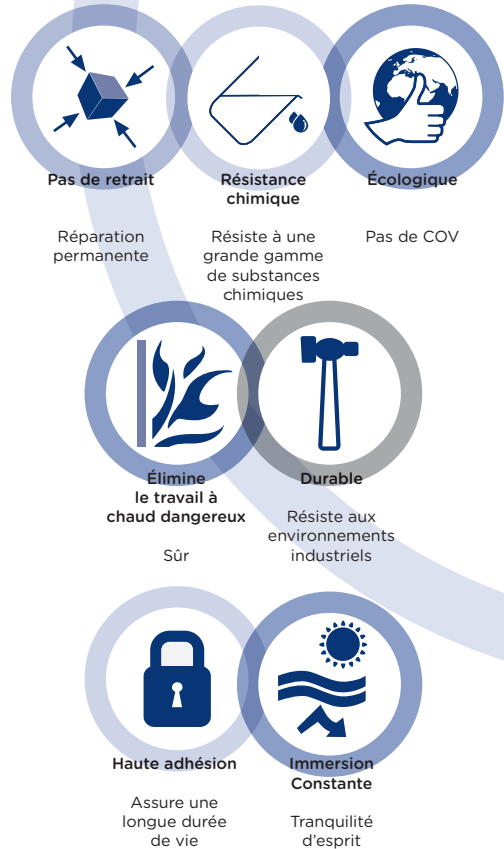 Pas de retrait
Réparation
permanente
Résistance
chimique
Résiste à une
grande gamme
de substances
chimiques
Écologique
Pas de COV
Élimine
le travail à
chaud dangereux
Sûr
Durable
Résiste aux
environnements
industriels
Haute adhésion
Assure une
longue durée
de vie
Immersion
Constante
Tranquilité
d'esprit